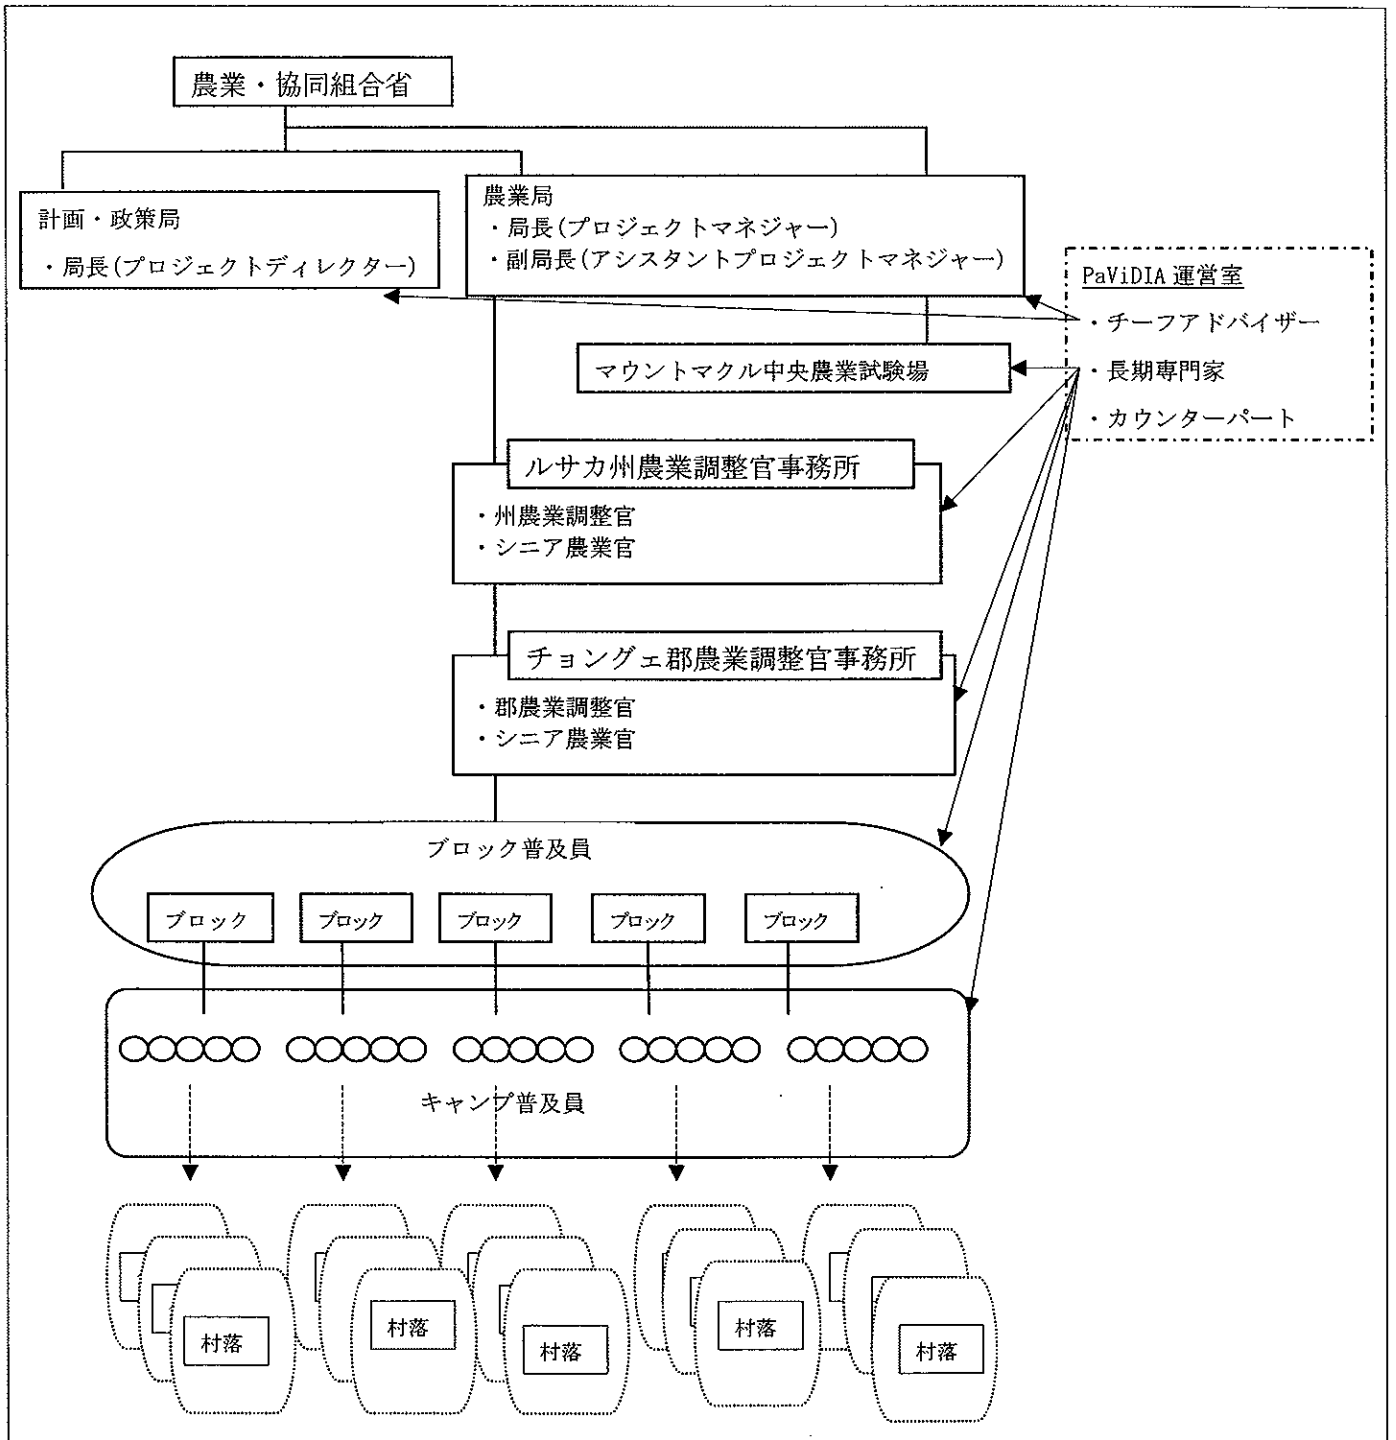 農業・協同組合省
計画・政策局
・局長(プロジェクトディレクター)
農業局
・局長(プロジェクトマネジャー)
・副局長(アシスタントプロジェクトマネジャー)
PaViDIA 運営室
・チーフアドバイザー
・長期専門家
・カウンターパート
マウントマクル中央農業試験場
ルサカ州農業調整官事務所
・州農業調整官
・シニア農業官
チョングェ郡農業調整官事務所
・郡農業調整官
・シニア農業官
ブロック普及員
ブロック
ブロック
ブロック
ブロック
ブロック
キャンプ普及員
村落
村落
村落
村落
村落